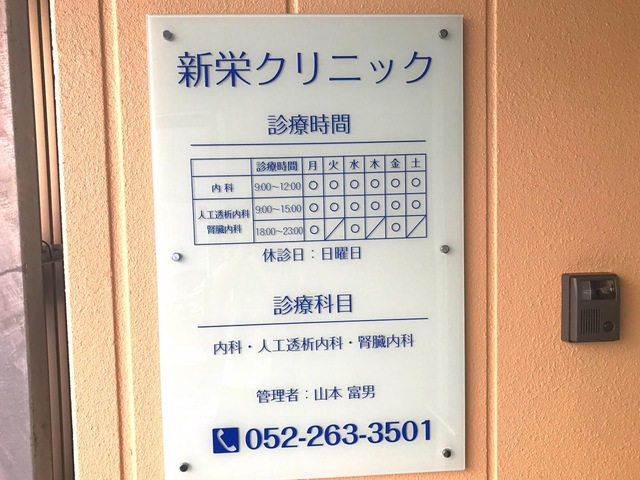 新栄クリニック
診療時間
診療時間 月 火 水 木 金 土
内科 9:00〜12:00 ○ ○ ○ ○ ○ ○
人工透析内科 腎臓内科 9:00〜15:00 ○ ○ ○ ○ ○ ○
18:00〜23:00 ○ ／ ○ ／ ○ ／
休診日：日曜日
診療科目
内科・人工透析内科・腎臓内科
管理者：山本 富男
052-263-3501